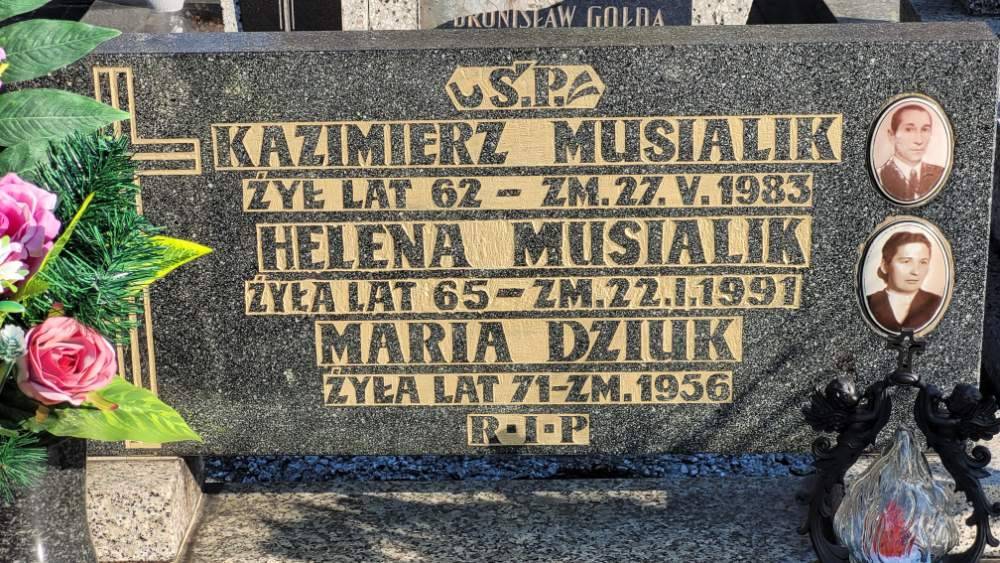 BRONISŁAW GOŁDA
Ś.P.
KAZIMIERZ MUSIALIK
ŻYŁ LAT 62 - ZM. 27. V. 1983
HELENA MUSIALIK
ŻYŁA LAT 65 - ZM. 22.I.1991
MARIA DZIUK
ŻYŁA LAT 71-ZM. 1956
R·I·P